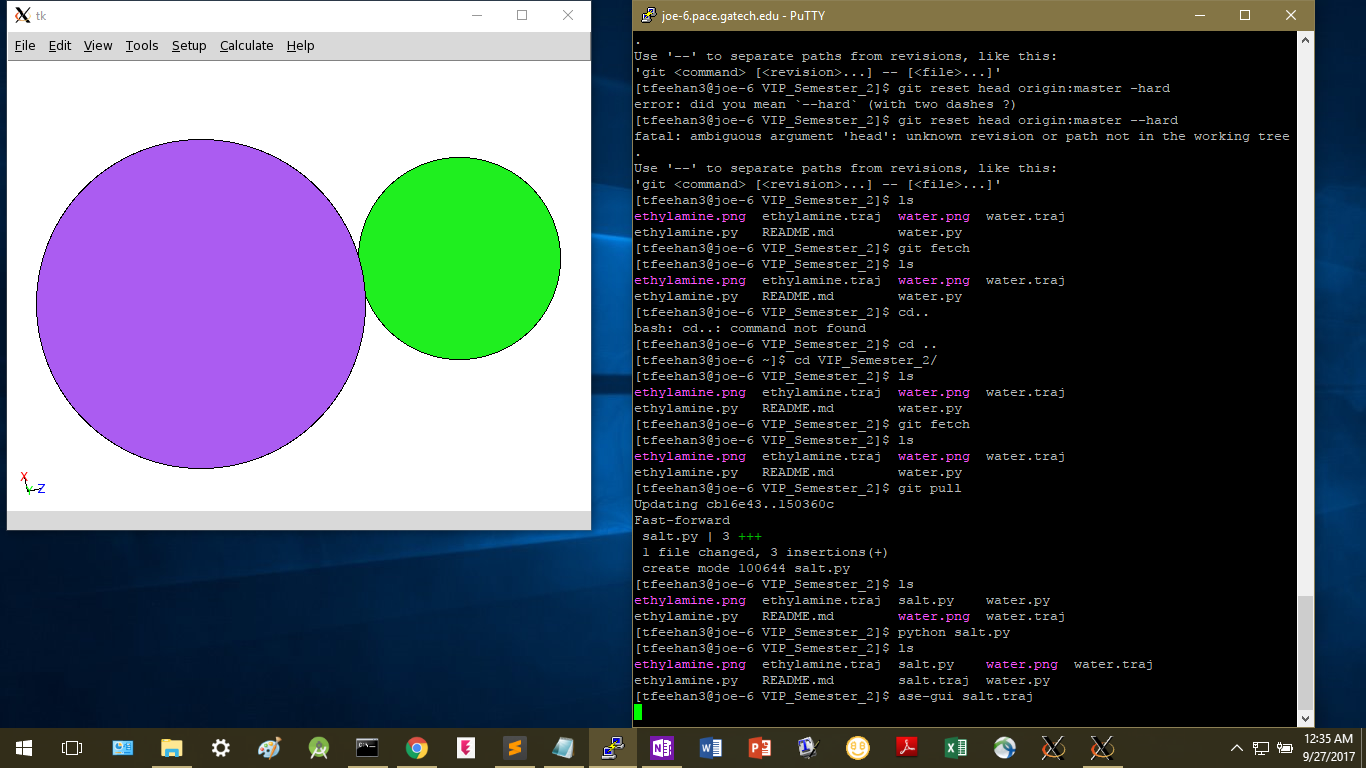 tk
File Edit View Tools Setup Calculate Help
X
Y
Z
joe-6.pace.gatech.edu - PuTTY
.
Use '--' to separate paths from revisions, like this:
'git <command> [<revision>...] -- [<file>...]'
[tfeehan3@joe-6 VIP_Semester_2]$ git reset head origin:master -hard
error: did you mean `--hard` (with two dashes ?)
[tfeehan3@joe-6 VIP_Semester_2]$ git reset head origin:master --hard
fatal: ambiguous argument 'head': unknown revision or path not in the working tree
.
Use '--' to separate paths from revisions, like this:
'git <command> [<revision>...] -- [<file>...]'
[tfeehan3@joe-6 VIP_Semester_2]$ ls
ethylamine.png  ethylamine.traj  water.png  water.traj
ethylamine.py   README.md        water.py
[tfeehan3@joe-6 VIP_Semester_2]$ git fetch
[tfeehan3@joe-6 VIP_Semester_2]$ ls
ethylamine.png  ethylamine.traj  water.png  water.traj
ethylamine.py   README.md        water.py
[tfeehan3@joe-6 VIP_Semester_2]$ cd..
bash: cd..: command not found
[tfeehan3@joe-6 VIP_Semester_2]$ cd ..
[tfeehan3@joe-6 ~]$ cd VIP_Semester_2/
[tfeehan3@joe-6 VIP_Semester_2]$ ls
ethylamine.png  ethylamine.traj  water.png  water.traj
ethylamine.py   README.md        water.py
[tfeehan3@joe-6 VIP_Semester_2]$ git fetch
[tfeehan3@joe-6 VIP_Semester_2]$ ls
ethylamine.png  ethylamine.traj  water.png  water.traj
ethylamine.py   README.md        water.py
[tfeehan3@joe-6 VIP_Semester_2]$ git pull
Updating cb16e43..150360c
Fast-forward
 salt.py | 3 +++
 1 file changed, 3 insertions(+)
 create mode 100644 salt.py
[tfeehan3@joe-6 VIP_Semester_2]$ ls
ethylamine.png  ethylamine.traj  salt.py    water.py
ethylamine.py   README.md        water.png  water.traj
[tfeehan3@joe-6 VIP_Semester_2]$ python salt.py
[tfeehan3@joe-6 VIP_Semester_2]$ ls
ethylamine.png  ethylamine.traj  salt.py    water.png  water.traj
ethylamine.py   README.md        salt.traj  water.py
[tfeehan3@joe-6 VIP_Semester_2]$ ase-gui salt.traj
12:35 AM
9/27/2017